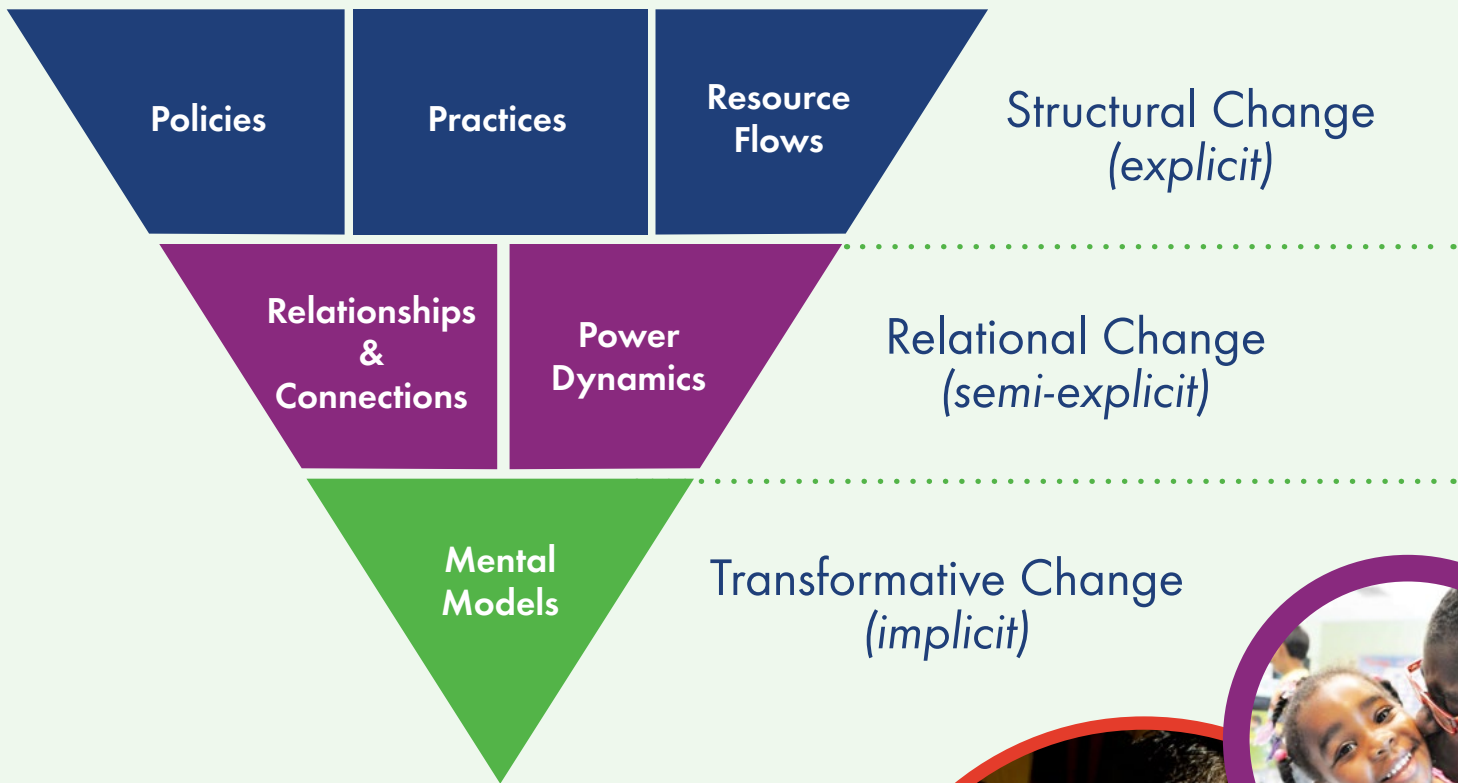 Policies
Practices
Resource
Flows
Structural Change
(explicit)
Relationships
&
Connections
Power
Dynamics
Relational Change
(semi-explicit)
Mental
Models
Transformative Change
(implicit)